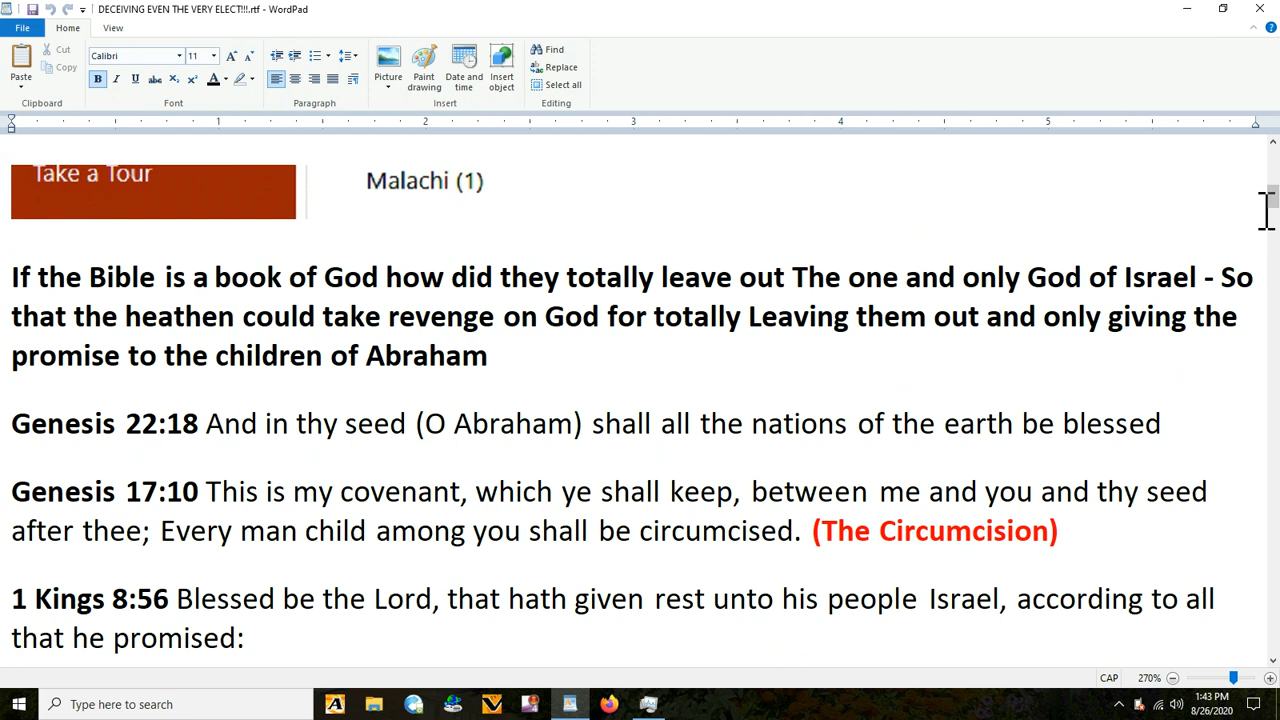 DECEIVING EVEN THE VERY ELECT!!!.rtf - WordPad
File Home View
Paste
Cut
Copy
Clipboard
Calibri 11
Font
Paragraph
Picture
Paint drawing
Date and time
Insert object
Insert
Find
Replace
Select all
Editing
1 2 3 4 5
Take a Tour
Malachi (1)
If the Bible is a book of God how did they totally leave out The one and only God of Israel - So
that the heathen could take revenge on God for totally Leaving them out and only giving the
promise to the children of Abraham
Genesis 22:18 And in thy seed (O Abraham) shall all the nations of the earth be blessed
Genesis 17:10 This is my covenant, which ye shall keep, between me and you and thy seed
after thee; Every man child among you shall be circumcised. (The Circumcision)
1 Kings 8:56 Blessed be the Lord, that hath given rest unto his people Israel, according to all
that he promised:
CAP 270%
Type here to search
1:43 PM
8/26/2020